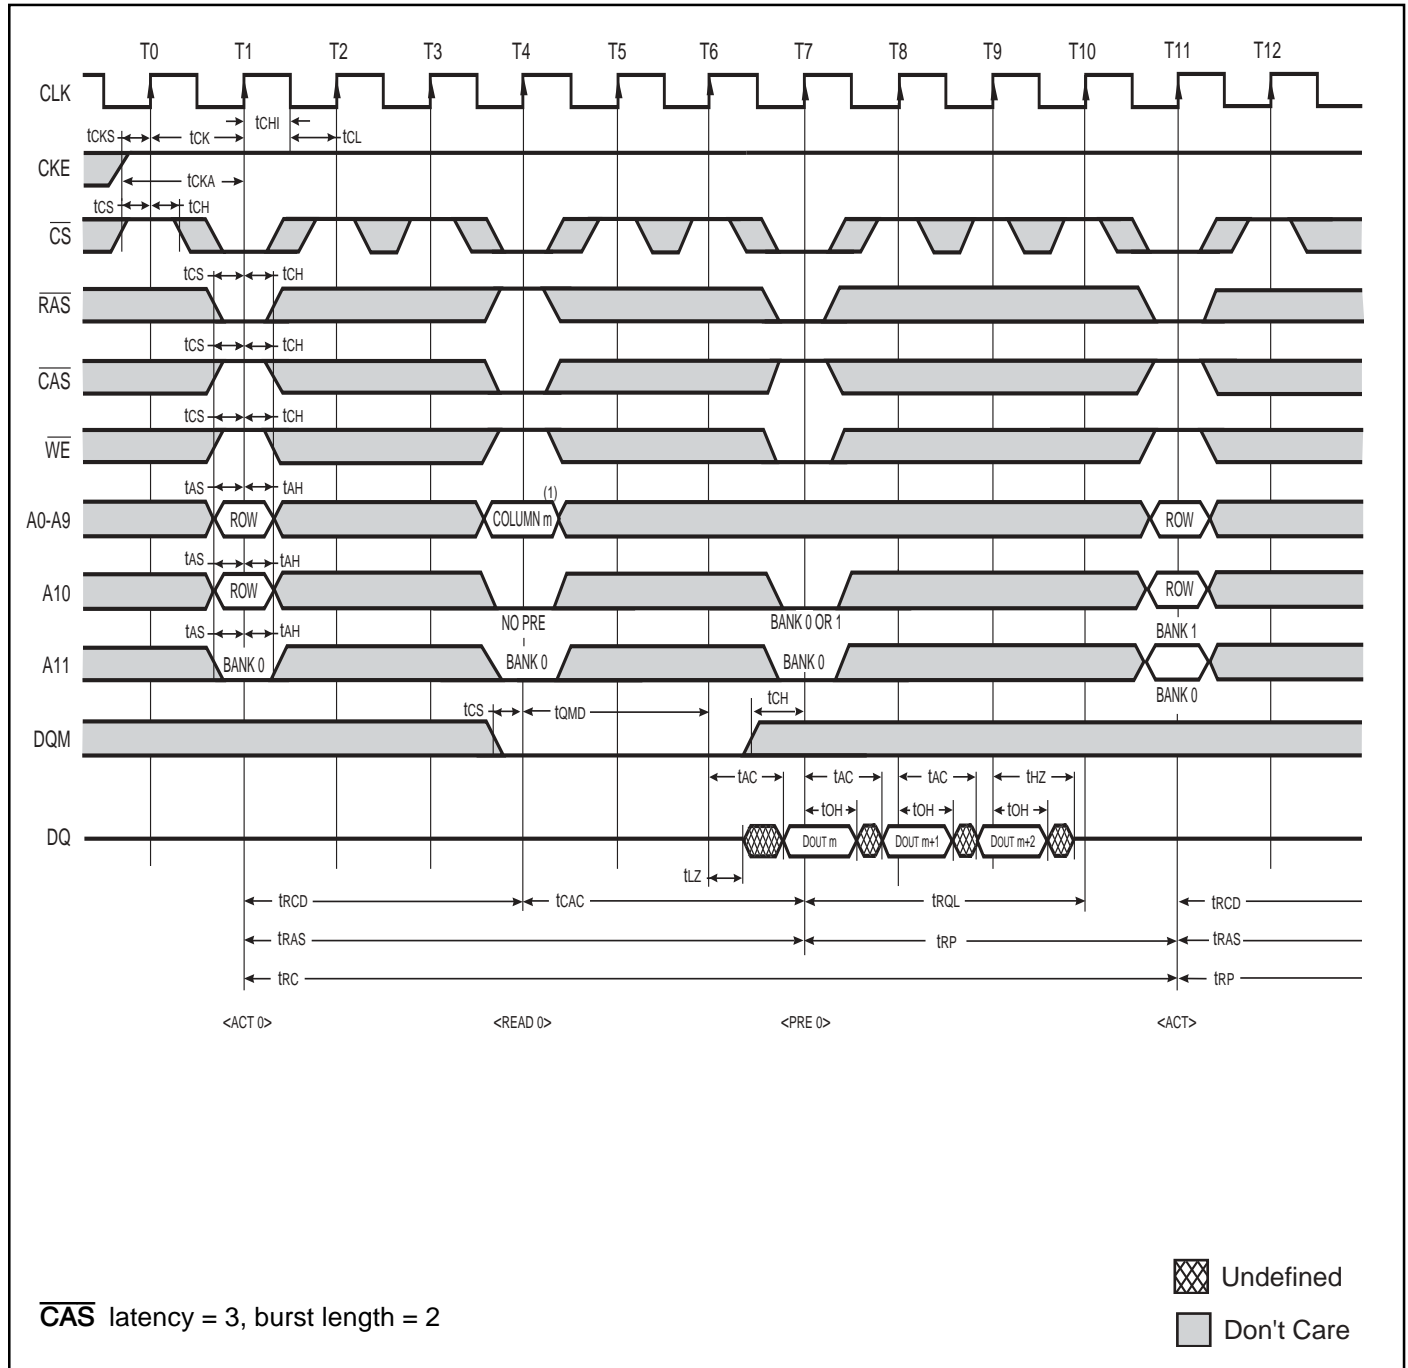 T0 T1 T2 T3 T4 T5 T6 T7 T8 T9 T10 T11 T12
CLK
tCHI
tCKS tCK tCL
CKE
tCKA
tCS tCH
CS
tCS tCH
RAS
tCS tCH
CAS
tCS tCH
WE
tAS tAH
(1)
A0-A9 ROW COLUMN m ROW
tAS tAH
A10 ROW ROW
NO PRE BANK 0 OR 1 BANK 1
tAS tAH
A11 BANK 0 BANK 0 BANK 0
BANK 0
tCS tQMD tCH
DQM
tAC tAC tAC tHZ
tOH tOH tOH
DQ DOUT m DOUT m+1 DOUT m+2
tLZ
tRCD tCAC tRQL tRCD
tRAS tRP tRAS
tRC tRP
<ACT 0> <READ 0> <PRE 0> <ACT>
Undefined
CAS latency = 3, burst length = 2
Don't Care